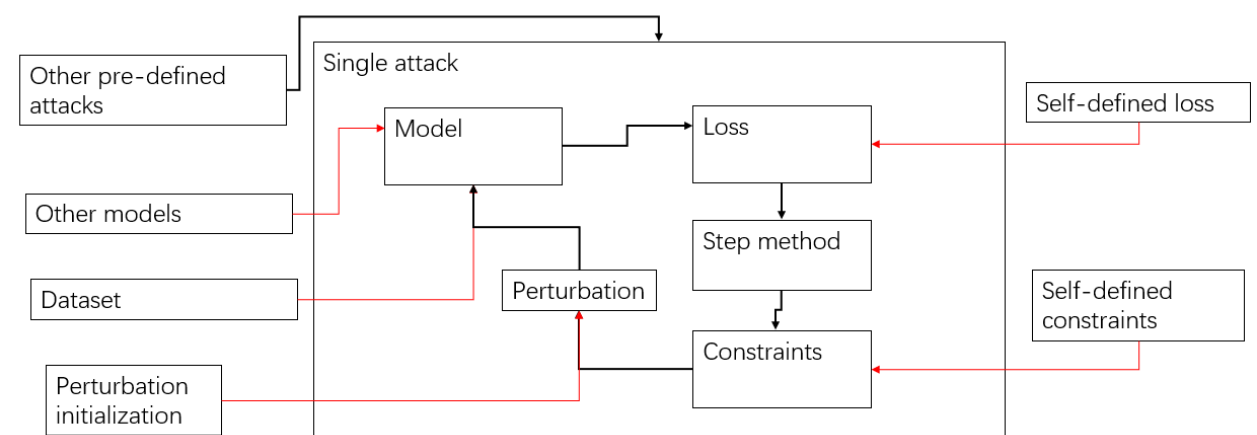 Other pre-defined
attacks
Single attack
Model
Loss
Self-defined loss
Other models
Step method
Dataset
Perturbation
Self-defined
constraints
Constraints
Perturbation
initialization